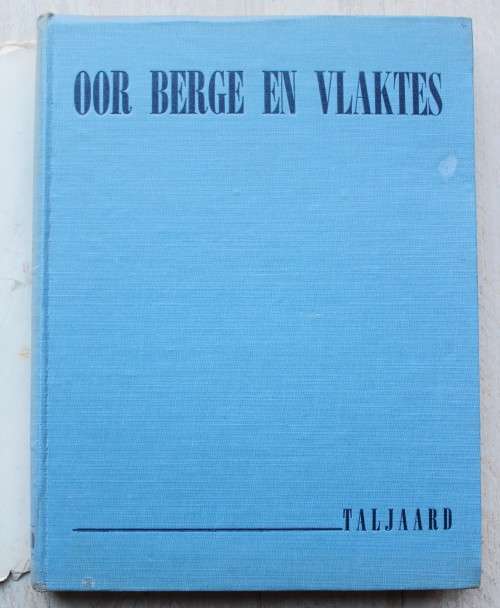 OOR BERGE EN VLAKTES
TALJAARD